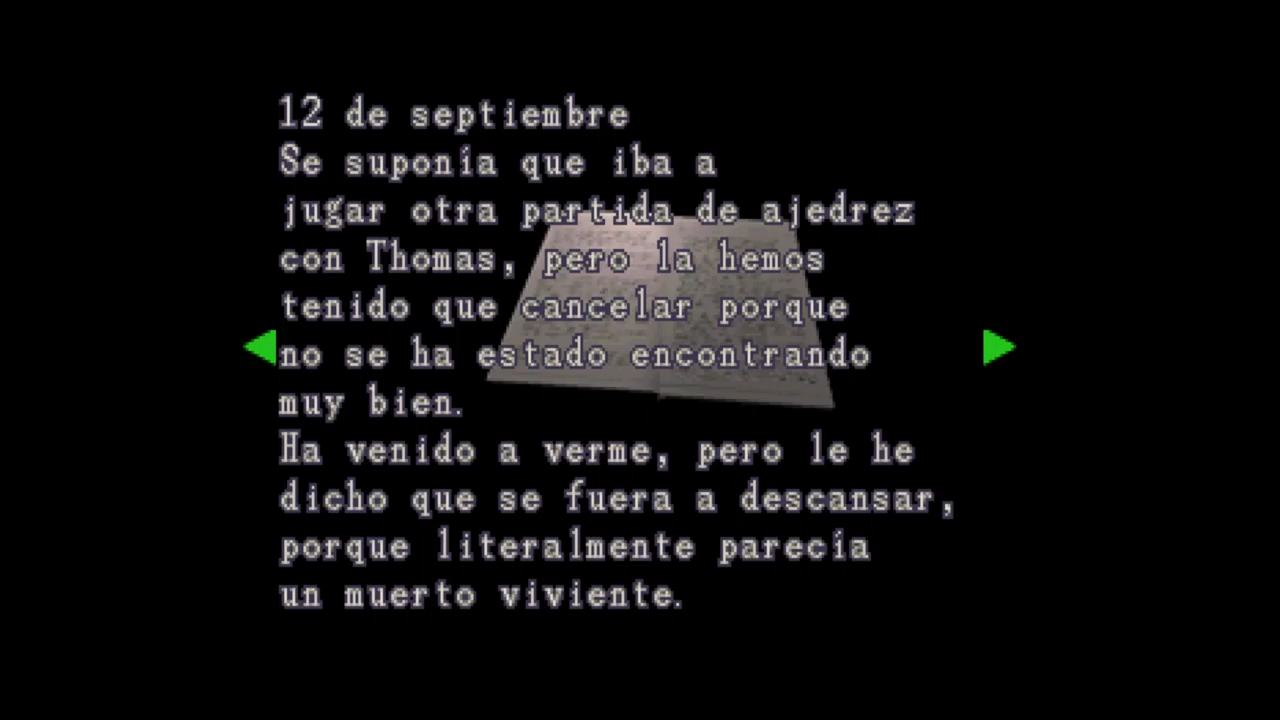 12 de septiembre
Se suponía que iba a
jugar otra partida de ajedrez
con Thomas, pero la hemos
tenido que cancelar porque
no se ha estado encontrando
muy bien.
Ha venido a verme, pero le he
dicho que se fuera a descansar,
porque literalmente parecía
un muerto viviente.